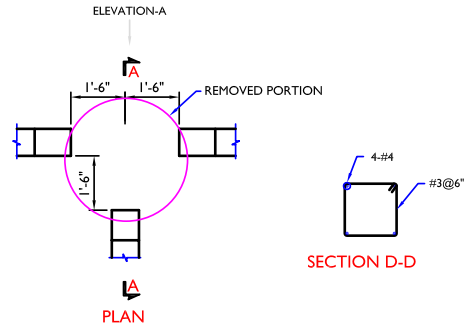 ELEVATION-A
A
1'-6" 1'-6"
REMOVED PORTION
4-#4
1'-6"
#3@6"
SECTION D-D
A
PLAN